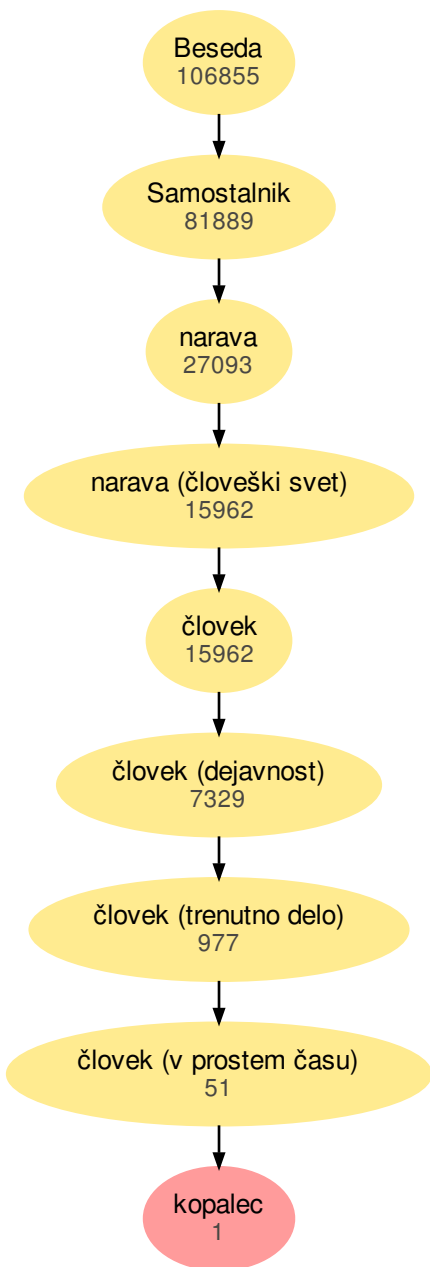 Beseda
106855
Samostalnik
81889
narava
27093
narava (človeški svet)
15962
človek
15962
človek (dejavnost)
7329
človek (trenutno delo)
977
človek (v prostem času)
51
kopalec
1